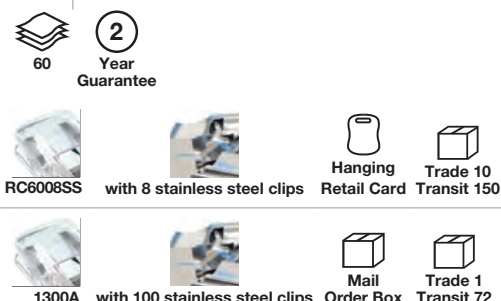 60
2
Year
Guarantee
RC6008SS with 8 stainless steel clips Hanging Retail Card Trade 10 Transit 150
1300A with 100 stainless steel clips Mail Order Box Trade 1 Transit 72